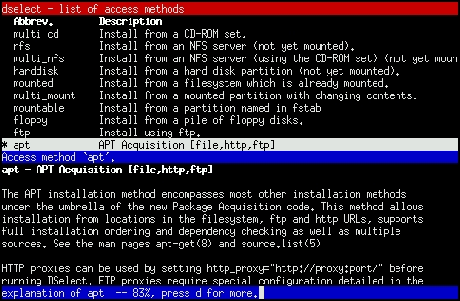 dselect - list of access methods
Abbrev. Description
multi_cd Install from a CD-ROM set.
nfs Install from an NFS server (not yet mounted).
multi_nfs Install from an NFS server (using the CD-ROM set) (not yet moun
harddisk Install from a hard disk partition (not yet mounted).
mounted Install from a filesystem which is already mounted.
multi_mount Install from a mounted partition with changing contents.
mountable Install from a partition named in fstab
floppy Install from a pile of floppy disks.
ftp Install using ftp.
* apt APT Acquisition [file,http,ftp]
Access method `apt'.
apt - APT Acquisition [file,http,ftp]
The APT installation method encompasses most other installation methods
under the umbrella of the new Package Acquisition code. This method allows
installation from locations in the filesystem, ftp and http URLs, supports
full installation ordering and dependency checking as well as multiple
sources. See the man pages apt-get(8) and source.list(5)
HTTP proxies can be used by setting http_proxy="http://proxy:port/" before
running DSelect. FTP proxies require special configuration detailed in the
explanation of apt -- 83%, press d for more.